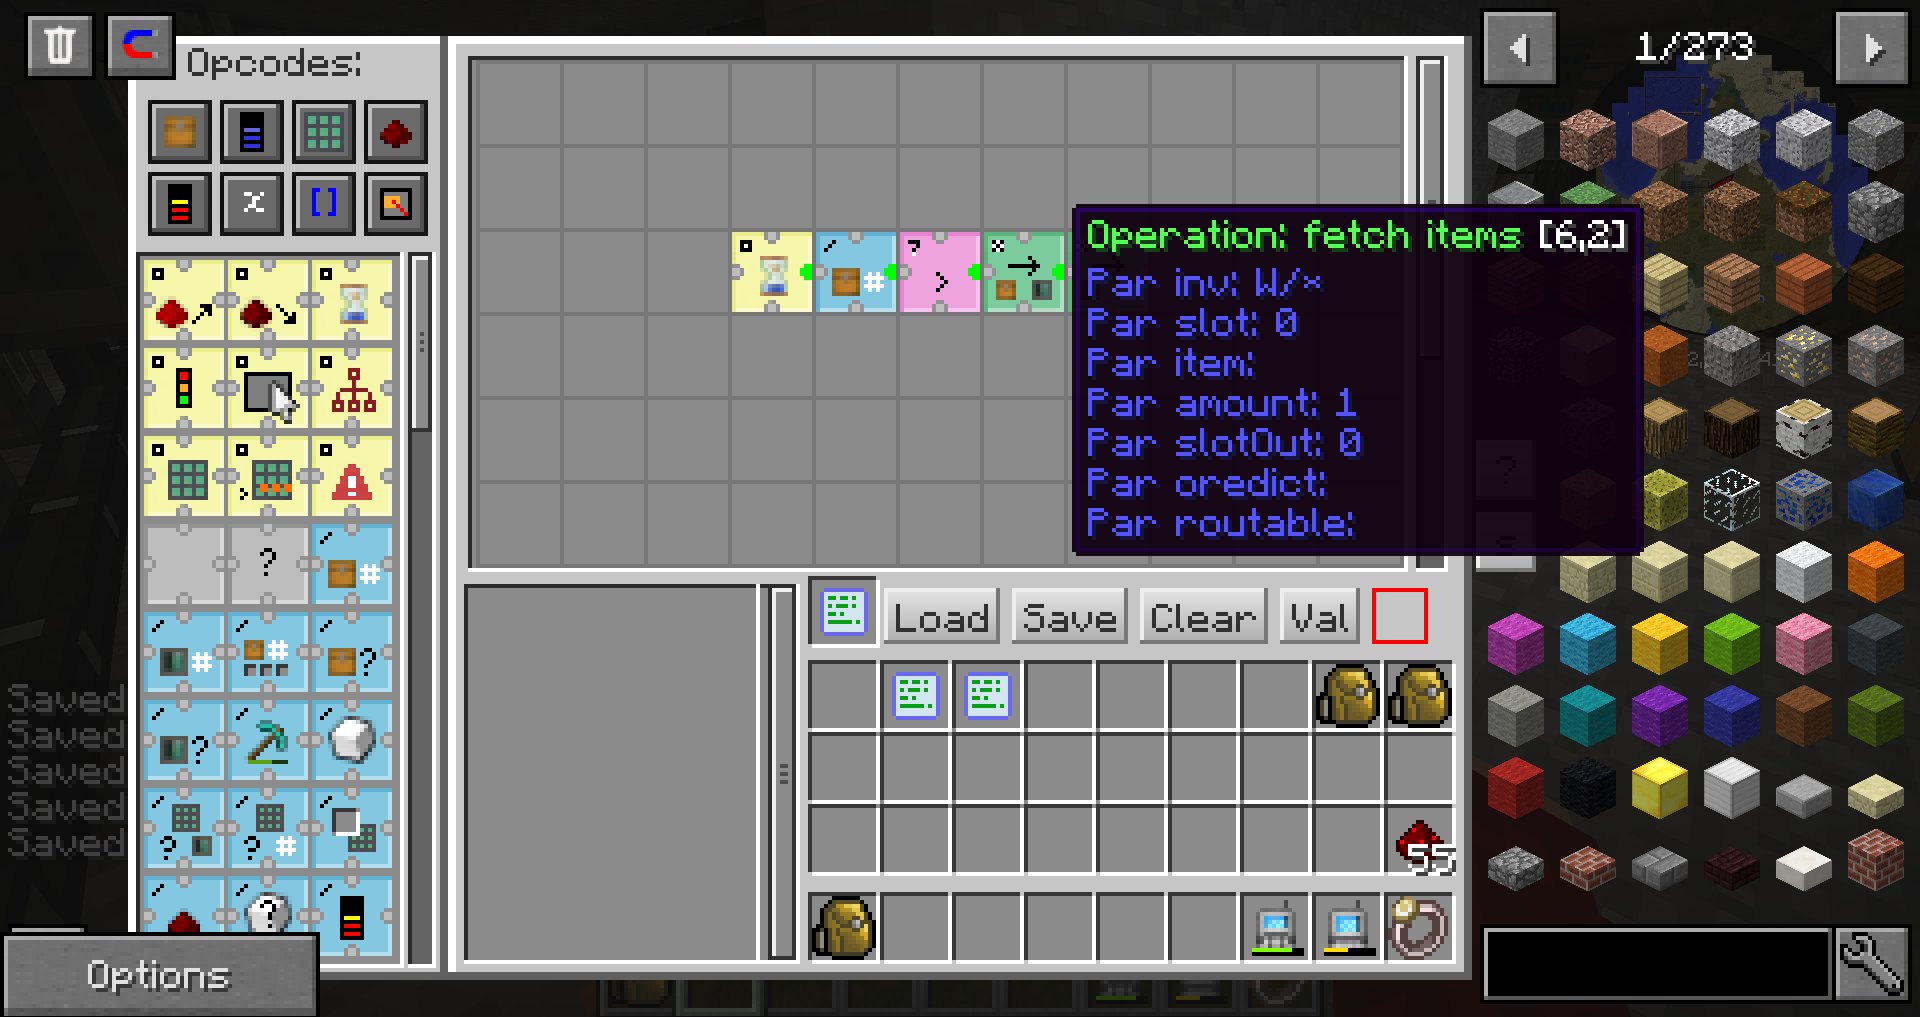 Opcodes:
1/273
Operation: fetch items [6,2]
Par inv: W/×
Par slot: 0
Par item:
Par amount: 1
Par slotOut: 0
Par oredict:
Par routable:
Load
Save
Clear
Val
Saved
Saved
Saved
Saved
Saved
55
Options